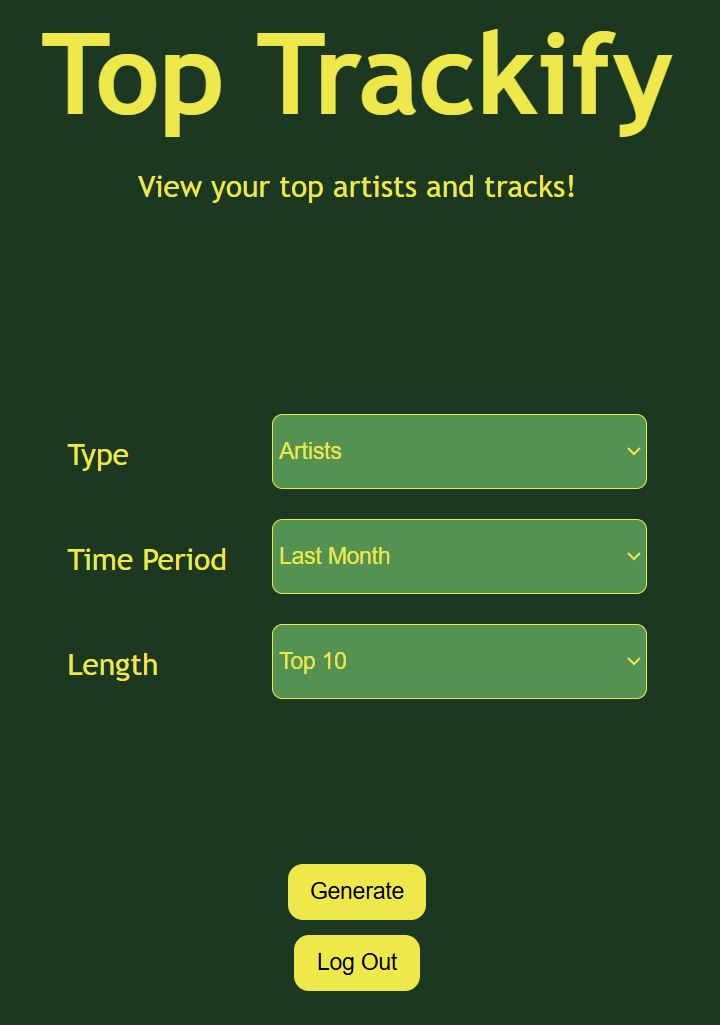 Top Trackify
View your top artists and tracks!
Type
Artists
Time Period
Last Month
Length
Top 10
Generate
Log Out